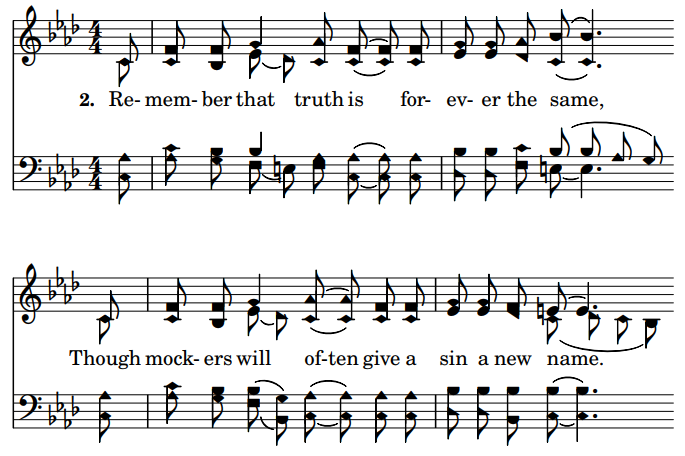 2. Re- mem- ber that truth is for- ev- er the same,
Though mock- ers will of-ten give a sin a new name.